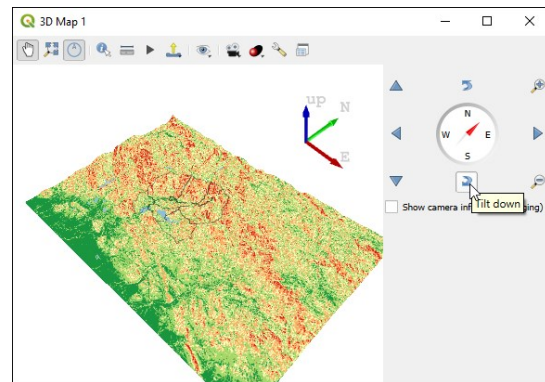 3D Map 1
up
N
E
N
W E
S
Tilt down
Show camera inf ging)